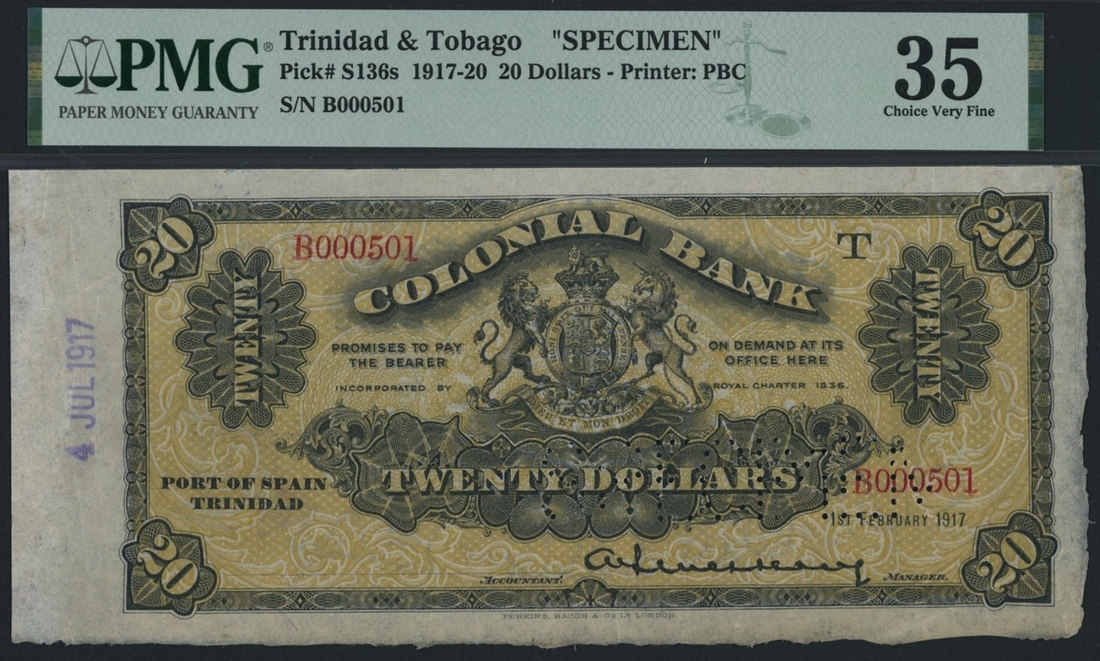 PMG®
PAPER MONEY GUARANTY
Trinidad & Tobago "SPECIMEN"
Pick# S136s 1917-20 20 Dollars - Printer: PBC
S/N B000501
35
Choice Very Fine
4 JUL 1917
20
20
B000501
COLONIAL BANK
T
TWENTY
TWENTY
PROMISES TO PAY
THE BEARER
ON DEMAND AT ITS
OFFICE HERE
INCORPORATED BY
ROYAL CHARTER 1836.
ET MON DROIT
PORT OF SPAIN
TRINIDAD
TWENTY DOLLARS
B000501
1ST FEBRUARY 1917
20
20
ACCOUNTANT.
MANAGER.
PERKINS, BACON & Co Ld LONDON.